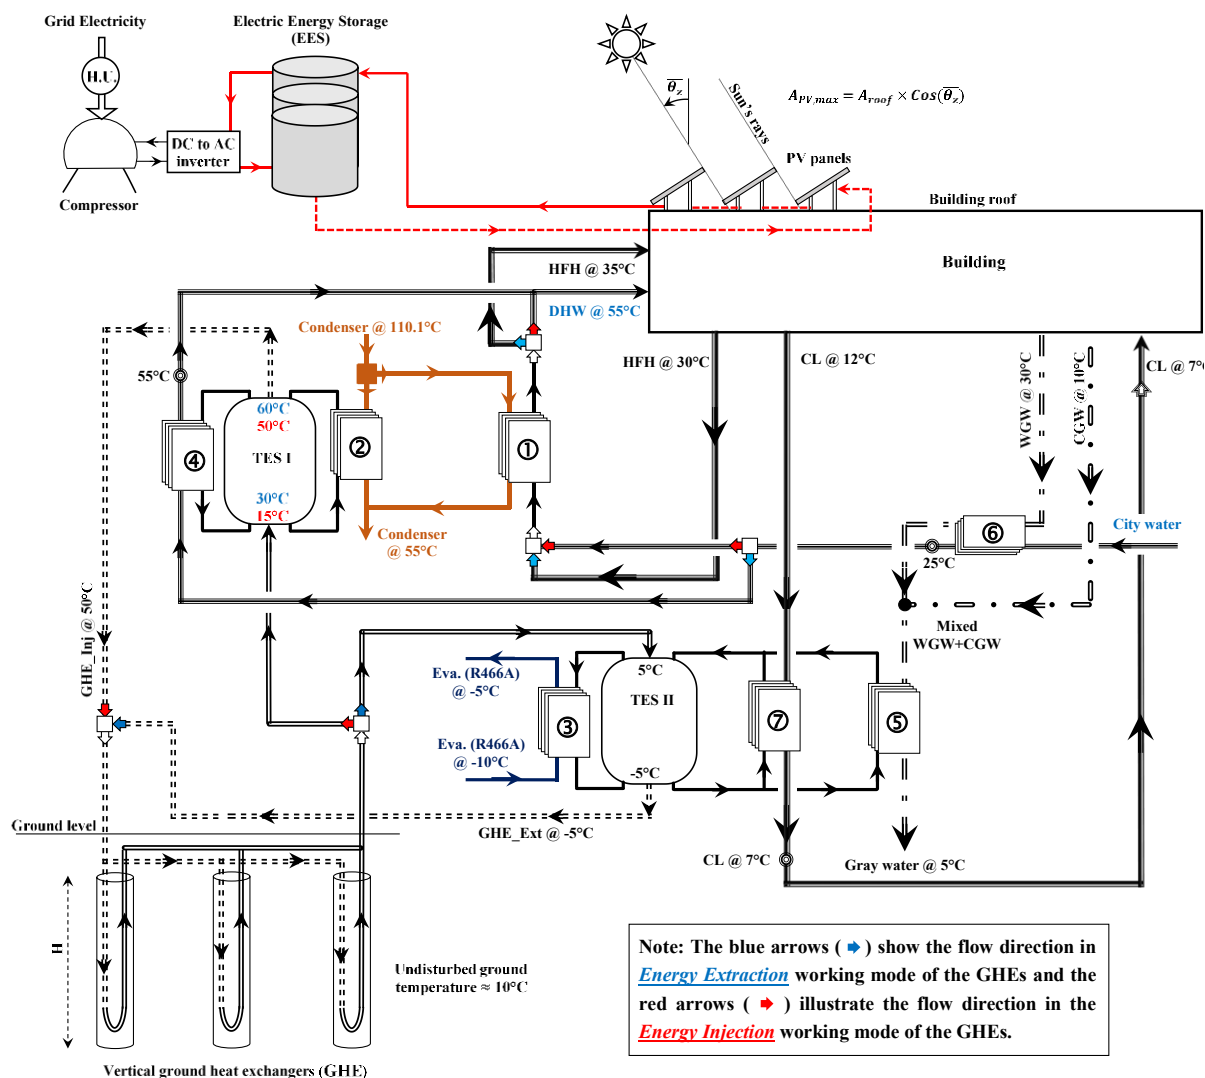 Grid Electricity
H.U.
Compressor
DC to AC
inverter
Electric Energy Storage
(EES)
θz
Sun's rays
A_PV,max = A_roof × Cos(θz)
PV panels
Building roof
Building
HFH @ 35°C
DHW @ 55°C
HFH @ 30°C
CL @ 12°C
WGW @ 30°C
CGW @ 10°C
CL @ 7°
Condenser @ 110.1°C
55°C
60°C
50°C
TES I
30°C
15°C
④
②
①
Condenser
@ 55°C
⑥
City water
25°C
Mixed
WGW+CGW
GHE_Inj @ 50°C
Eva. (R466A)
@ -5°C
Eva. (R466A)
@ -10°C
③
5°C
TES II
-5°C
⑦
⑤
GHE_Ext @ -5°C
Ground level
CL @ 7°C
Gray water @ 5°C
H
Undisturbed ground
temperature ≈ 10°C
Vertical ground heat exchangers (GHE)
Note: The blue arrows ( ) show the flow direction in
Energy Extraction working mode of the GHEs and the
red arrows ( ) illustrate the flow direction in the
Energy Injection working mode of the GHEs.